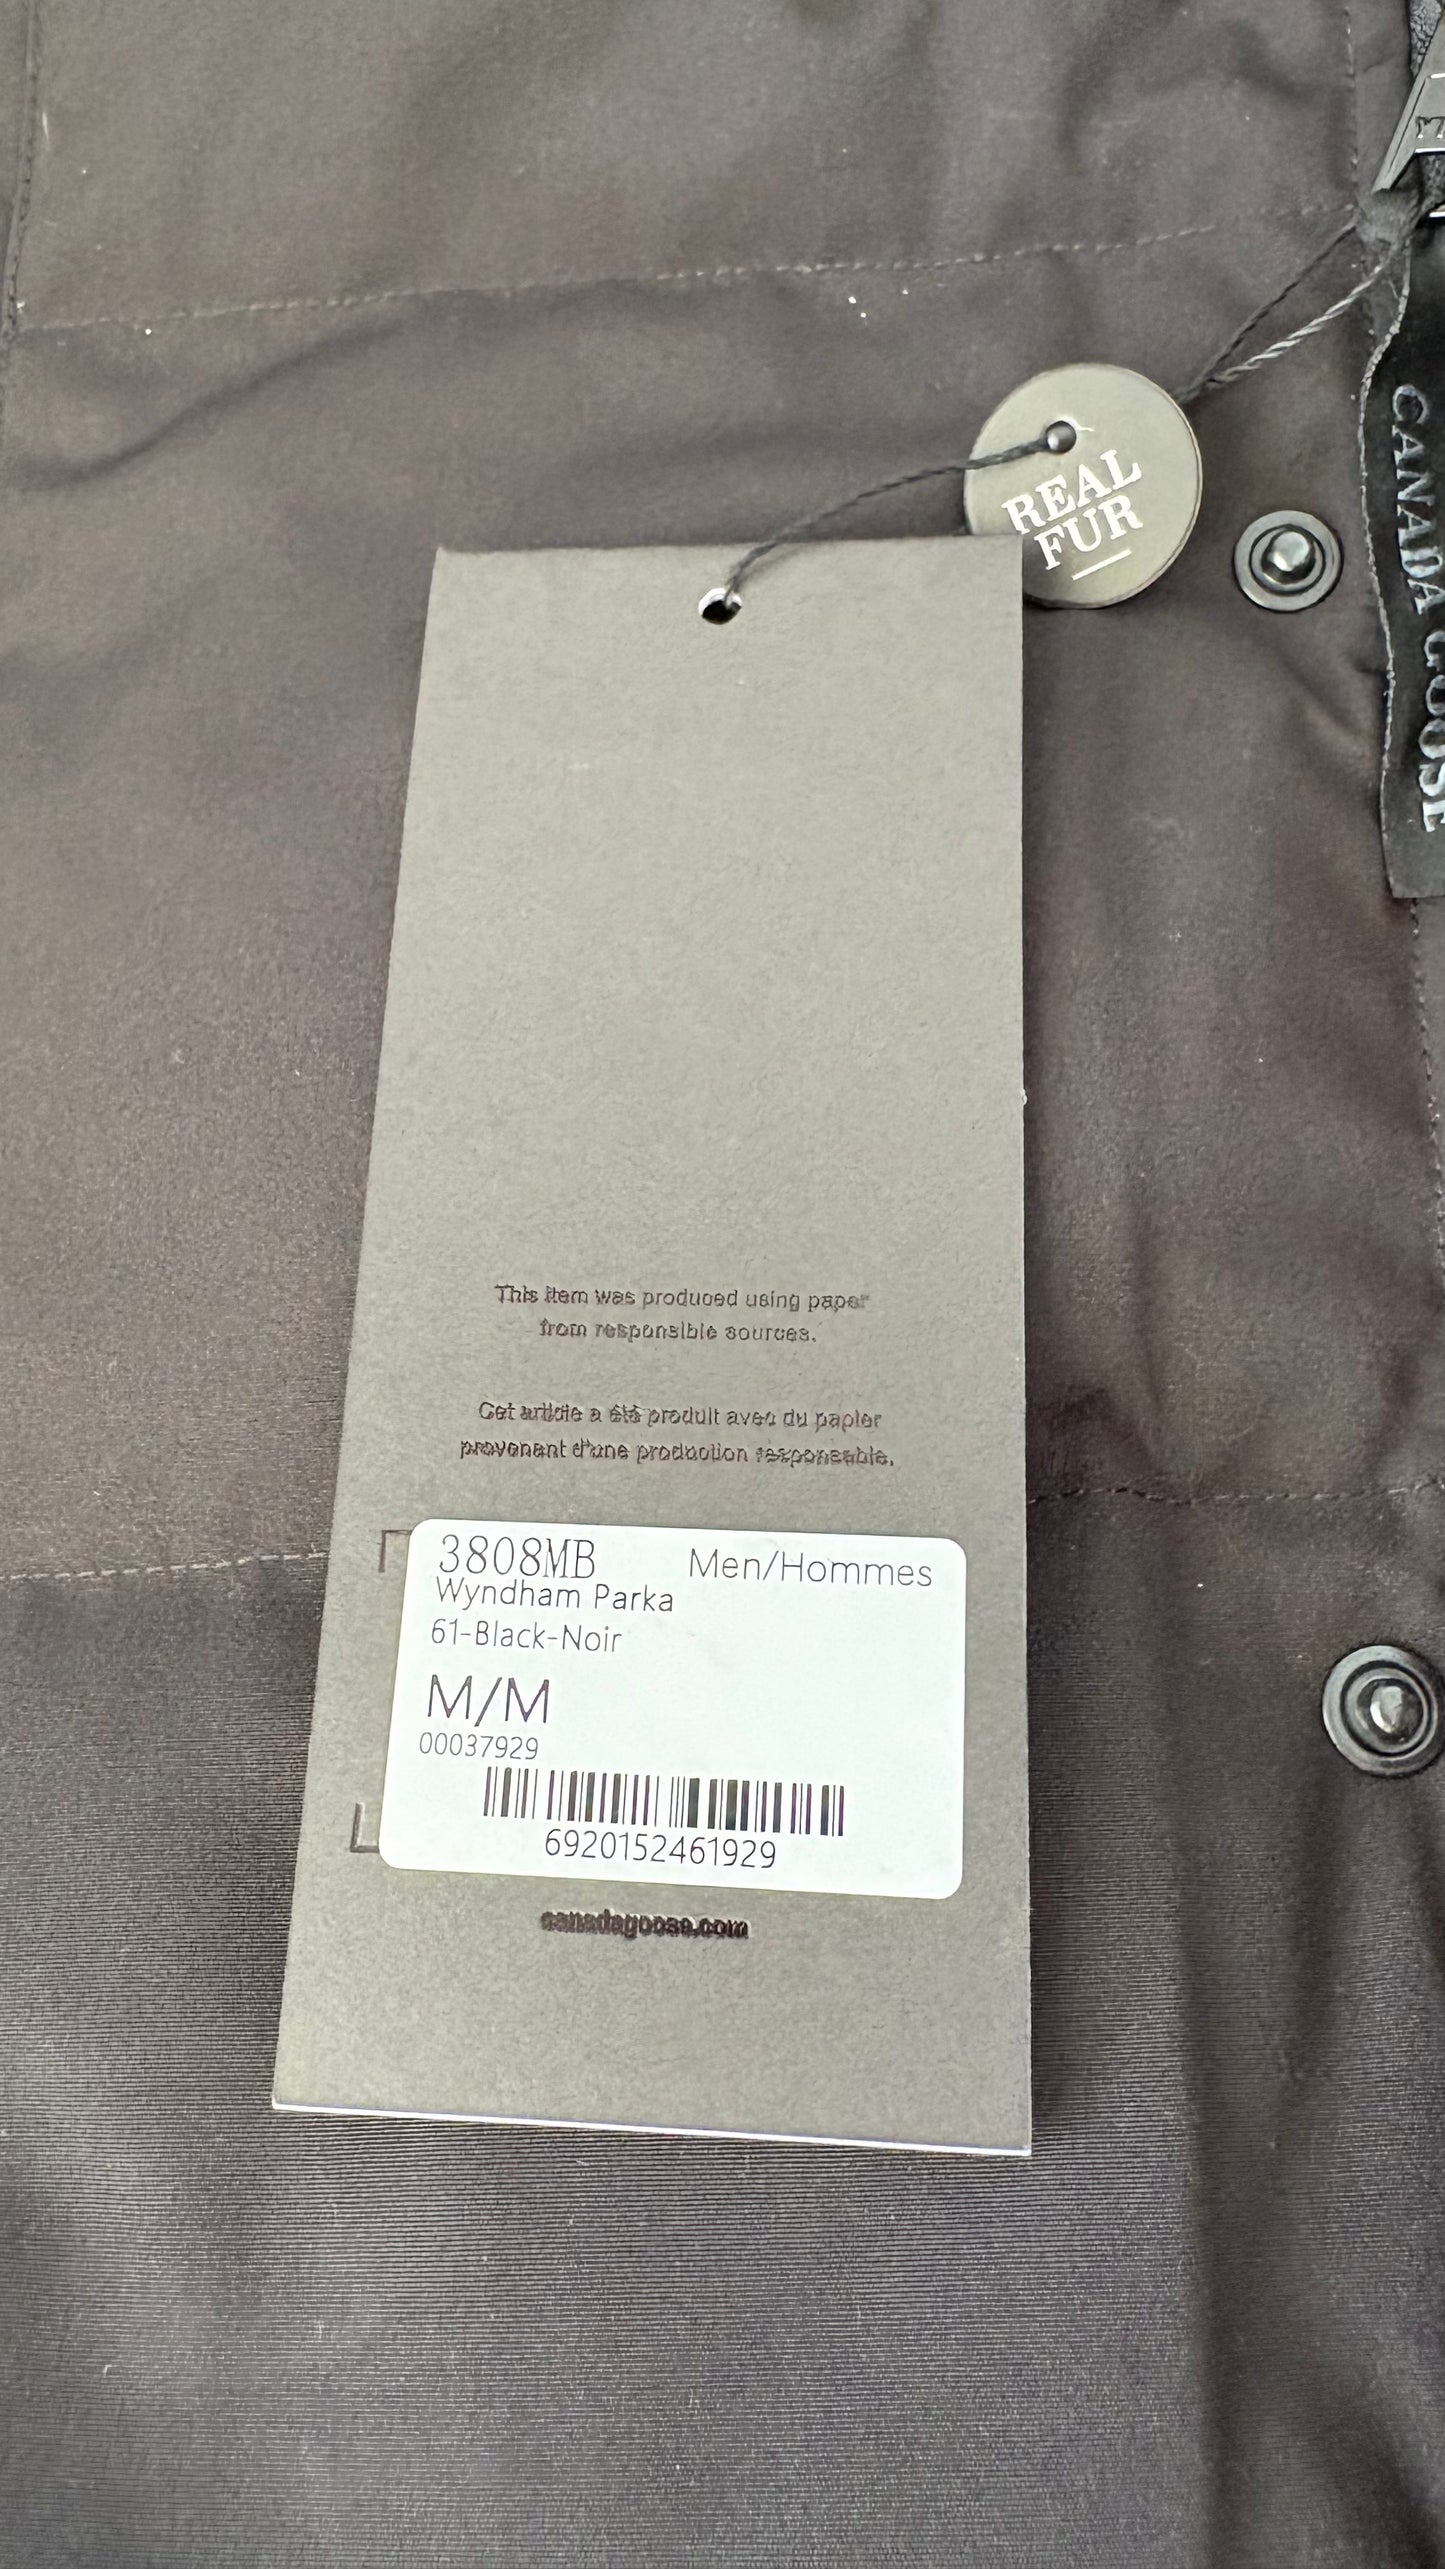 REAL
FUR
CANADA GOOSE
This item was produced using paper
from responsible sources.
Cet article a été produit avec du papier
provenant d'une production responsable.
3808MB Men/Hommes
Wyndham Parka
61-Black-Noir
M/M
00037929
6920152461929
canadagoose.com